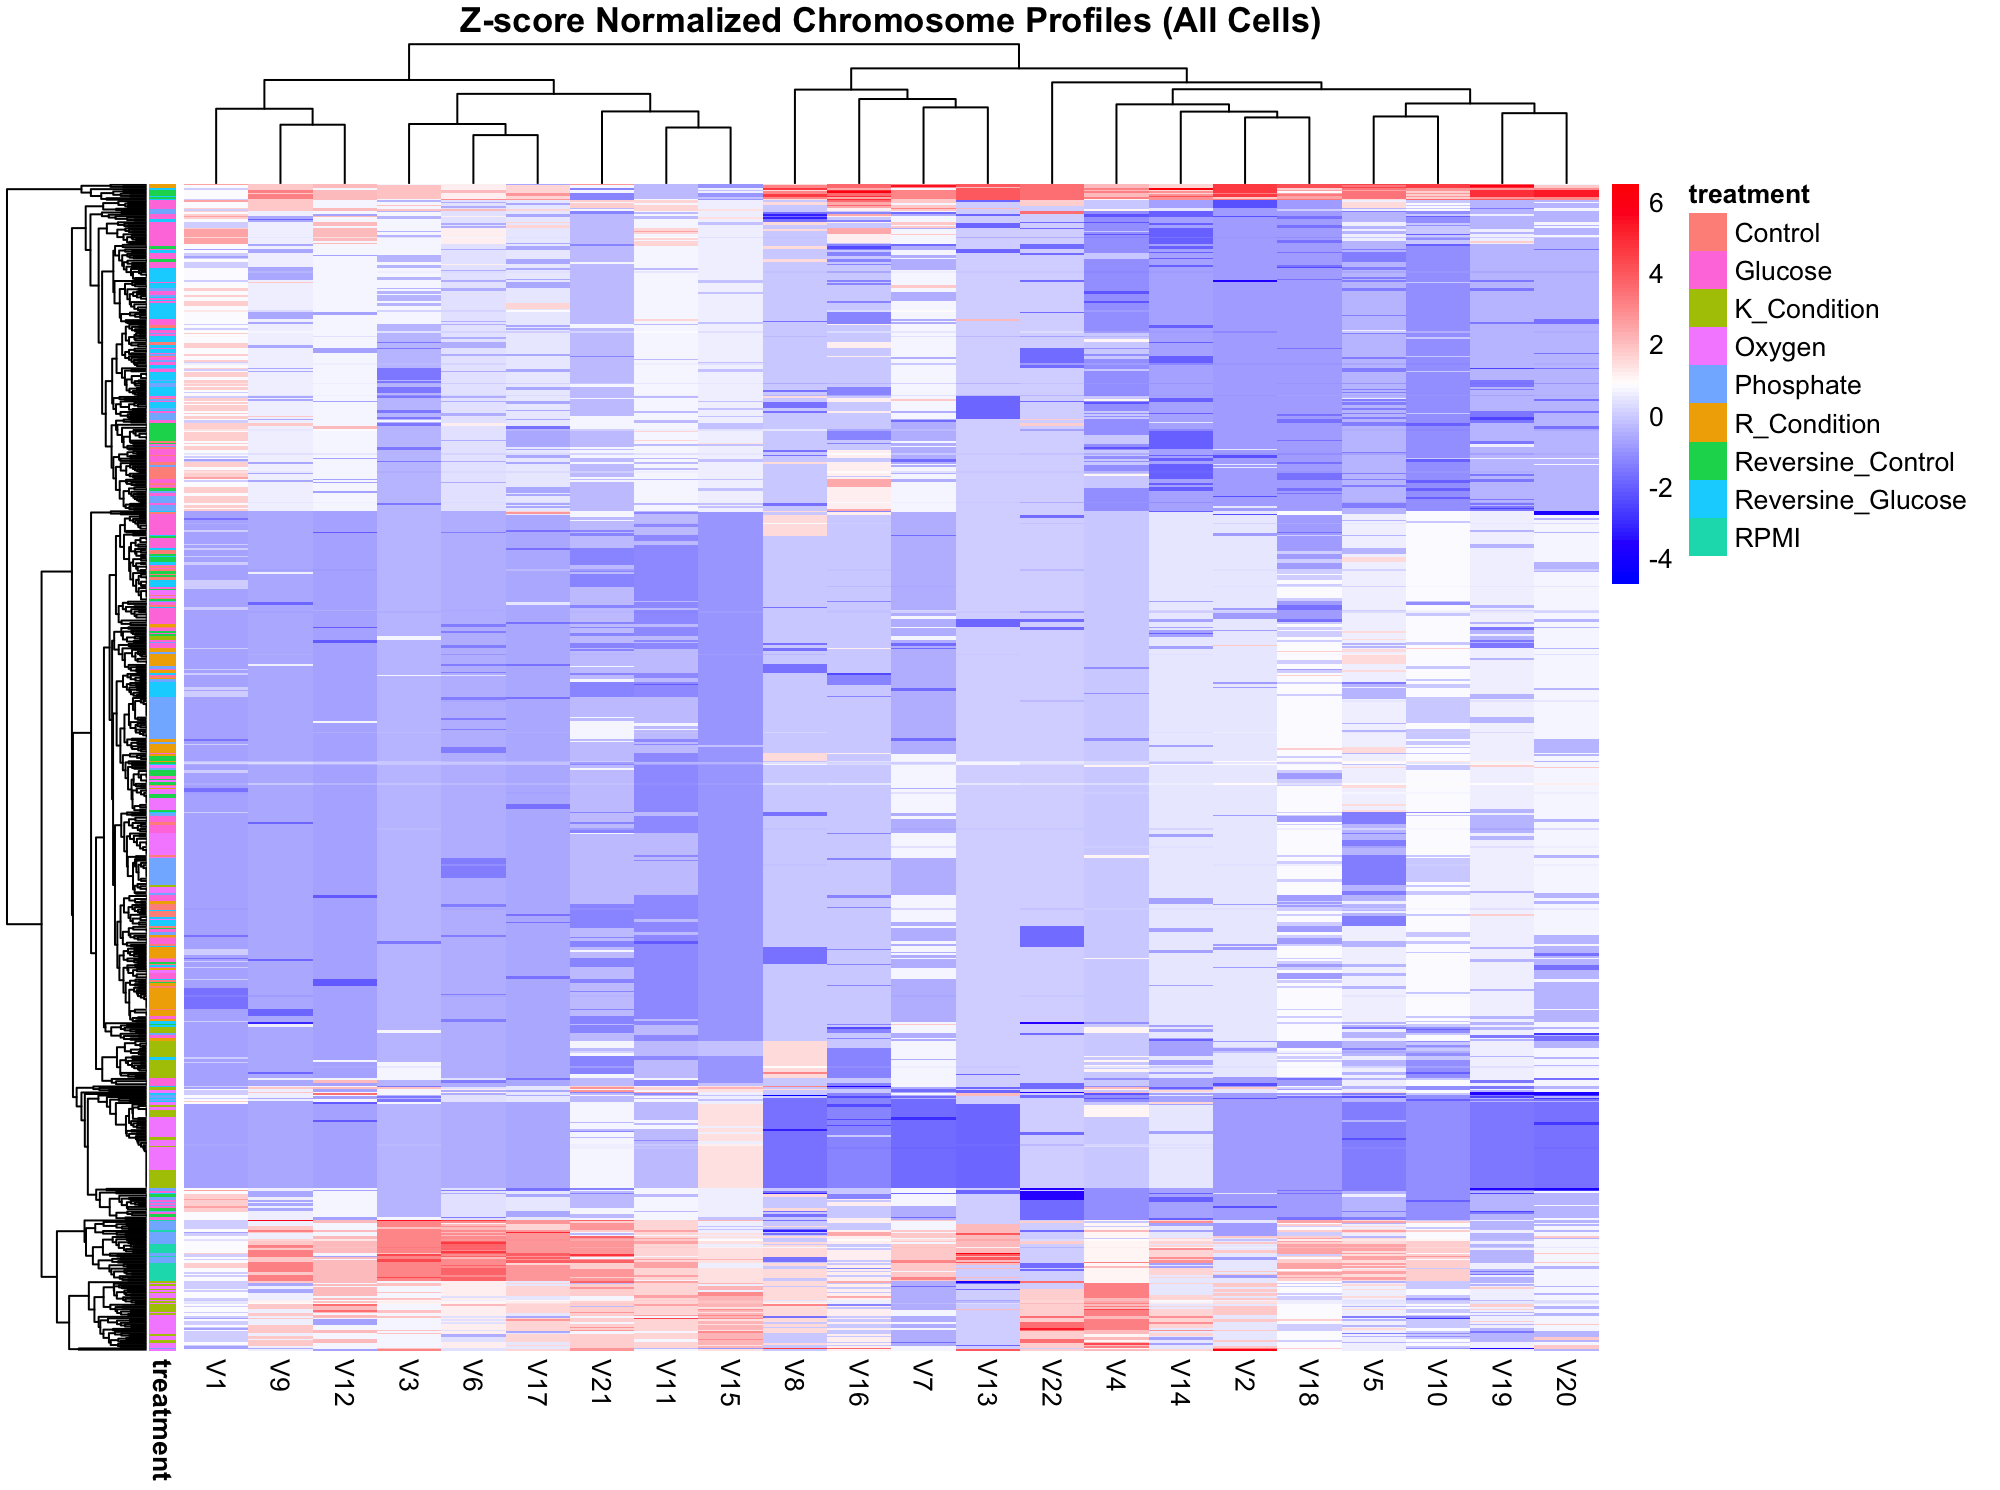 Z-score Normalized Chromosome Profiles (All Cells)
6
4
2
0
-2
-4
treatment
Control
Glucose
K_Condition
Oxygen
Phosphate
R_Condition
Reversine_Control
Reversine_Glucose
RPMI
treatment
V1
V9
V12
V3
V6
V17
V21
V11
V15
V8
V16
V7
V13
V22
V4
V14
V2
V18
V5
V10
V19
V20